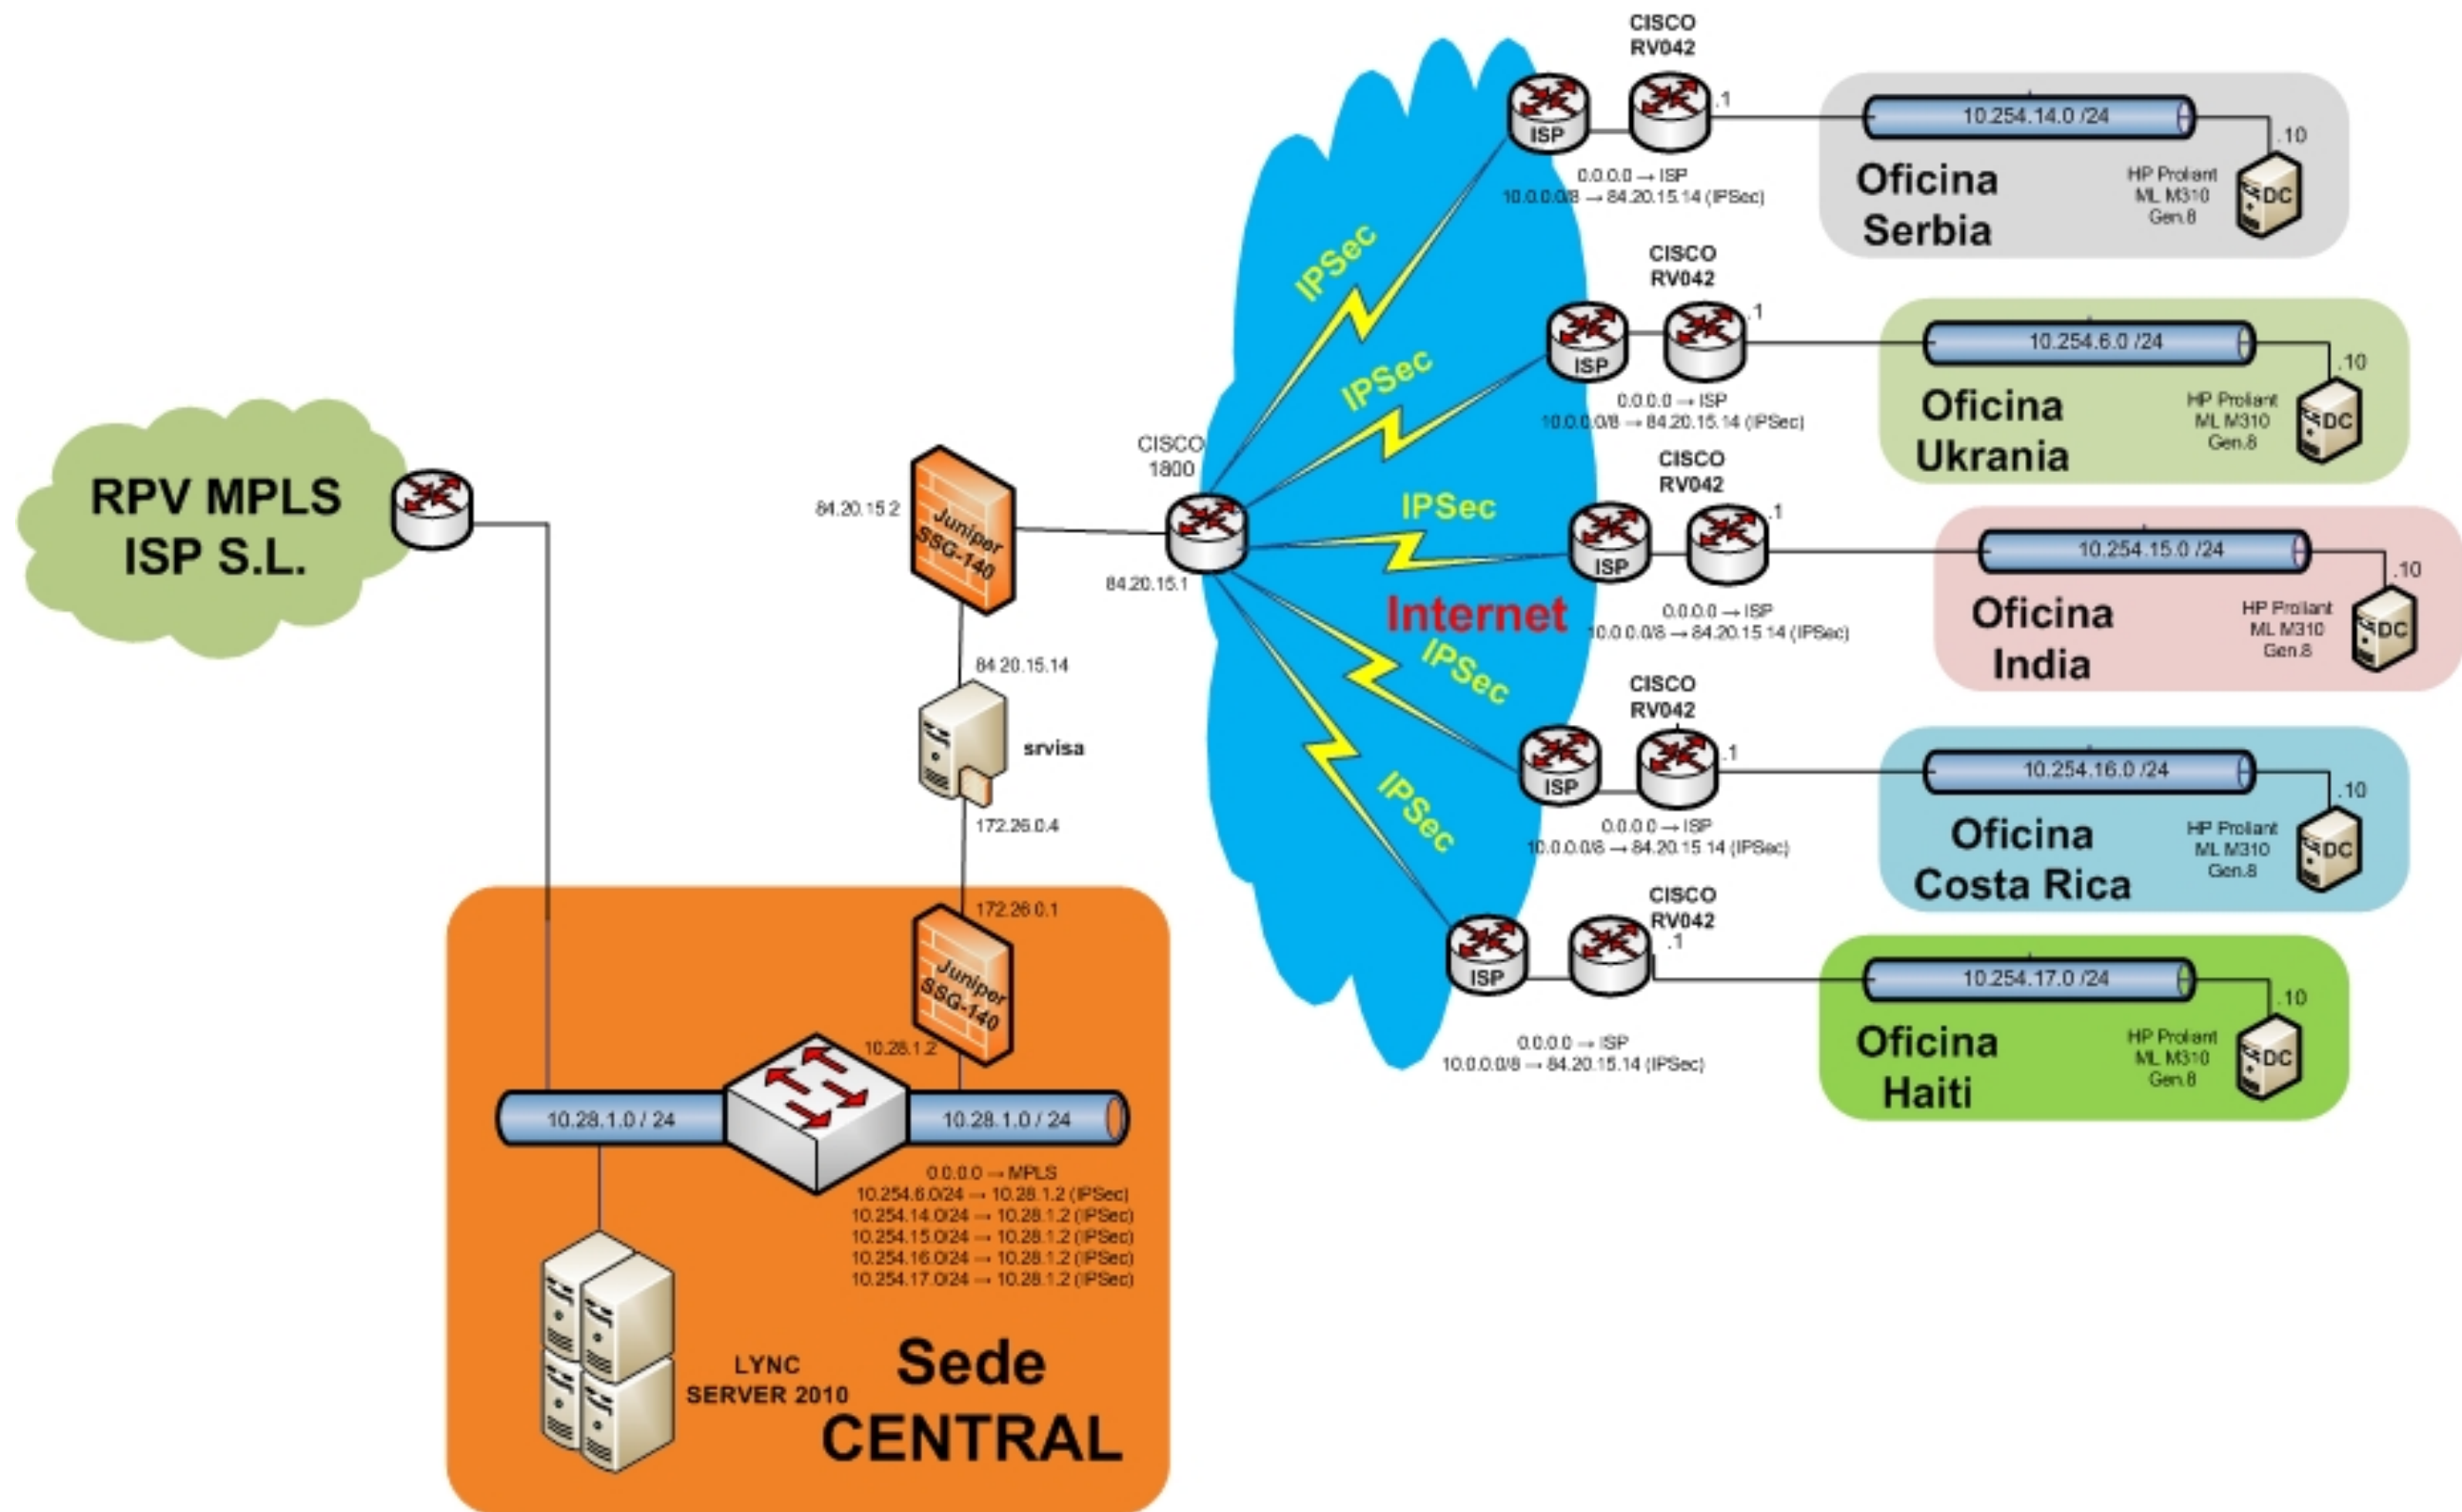 RPV MPLS
ISP S.L.
84.20.15.2
Juniper
SSG-140
CISCO
1800
84.20.15.1
84.20.15.14
srvisa
172.26.0.4
172.26.0.1
Juniper
SSG-140
10.28.1.2
10.28.1.0 / 24
10.28.1.0 / 24
0.0.0.0 → MPLS
10.254.6.0/24 → 10.28.1.2 (IPSec)
10.254.14.0/24 → 10.28.1.2 (IPSec)
10.254.15.0/24 → 10.28.1.2 (IPSec)
10.254.16.0/24 → 10.28.1.2 (IPSec)
10.254.17.0/24 → 10.28.1.2 (IPSec)
LYNC
SERVER 2010
Sede
CENTRAL
IPSec
IPSec
IPSec
Internet
IPSec
IPSec
CISCO
RV042
ISP
.1
0.0.0.0 → ISP
10.0.0.0/8 → 84.20.15.14 (IPSec)
10.254.14.0 /24
.10
Oficina
Serbia
HP Proliant
ML M310
Gen.8
DC
CISCO
RV042
ISP
.1
0.0.0.0 → ISP
10.0.0.0/8 → 84.20.15.14 (IPSec)
10.254.6.0 /24
.10
Oficina
Ukrania
HP Proliant
ML M310
Gen.8
DC
CISCO
RV042
ISP
.1
0.0.0.0 → ISP
10.0.0.0/8 → 84.20.15.14 (IPSec)
10.254.15.0 /24
.10
Oficina
India
HP Proliant
ML M310
Gen.8
DC
CISCO
RV042
ISP
.1
0.0.0.0 → ISP
10.0.0.0/8 → 84.20.15.14 (IPSec)
10.254.16.0 /24
.10
Oficina
Costa Rica
HP Proliant
ML M310
Gen.8
DC
CISCO
RV042
ISP
.1
0.0.0.0 → ISP
10.0.0.0/8 → 84.20.15.14 (IPSec)
10.254.17.0 /24
.10
Oficina
Haiti
HP Proliant
ML M310
Gen.8
DC